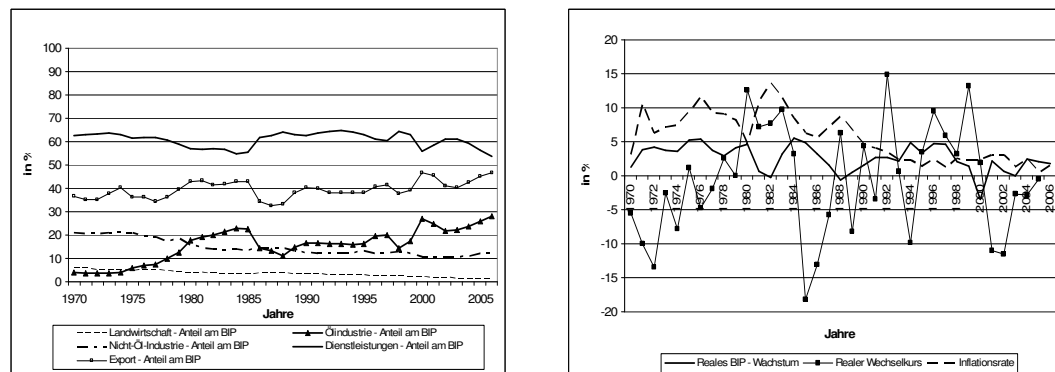 100
90
80
70
60
50
40
30
20
10
0
in %
1970 1975 1980 1985 1990 1995 2000 2005
Jahre
Landwirtschaft - Anteil am BIP Ölindustrie - Anteil am BIP
Nicht-Öl-Industrie - Anteil am BIP Dienstleistungen - Anteil am BIP
Export - Anteil am BIP
20
15
10
5
0
-5
-10
-15
-20
in %
1970 1972 1974 1976 1978 1980 1982 1984 1986 1988 1990 1992 1994 1996 1998 2000 2002 2004 2006
Jahre
Reales BIP - Wachstum Realer Wechselkurs Inflationsrate